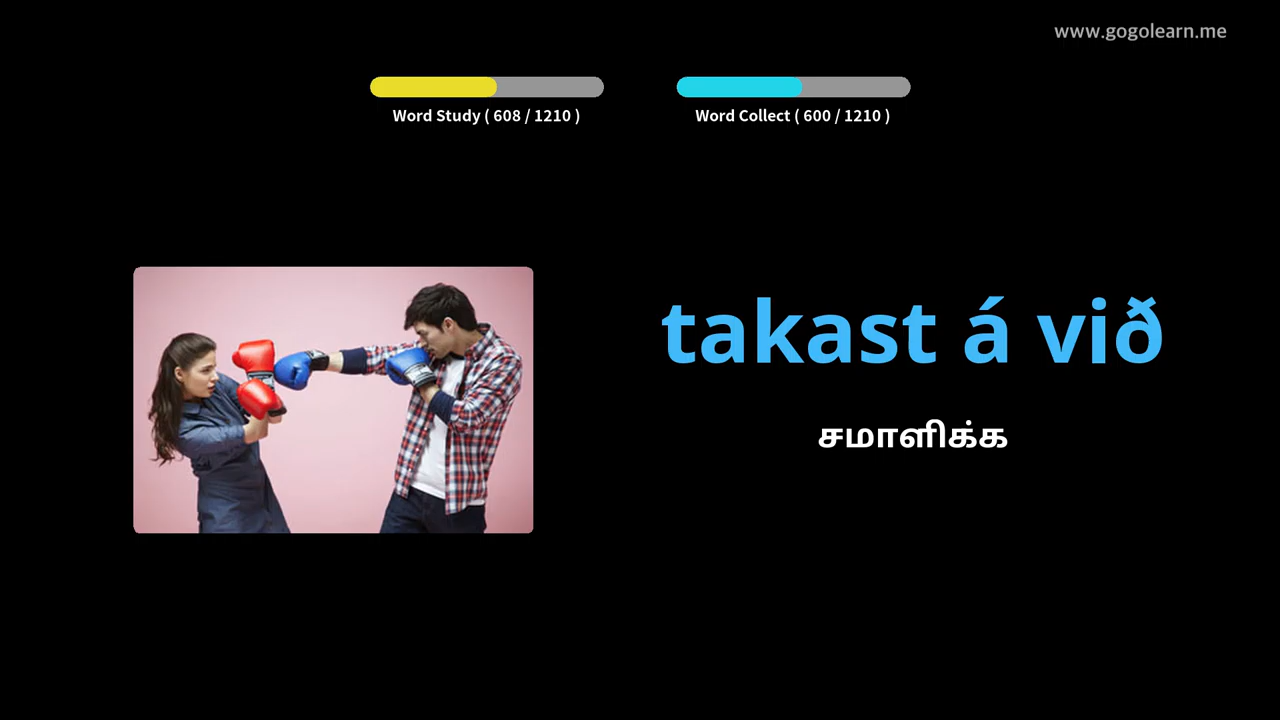 www.gogolearn.me
Word Study ( 608 / 1210 )
Word Collect ( 600 / 1210 )
takast á við
சமாளிக்க